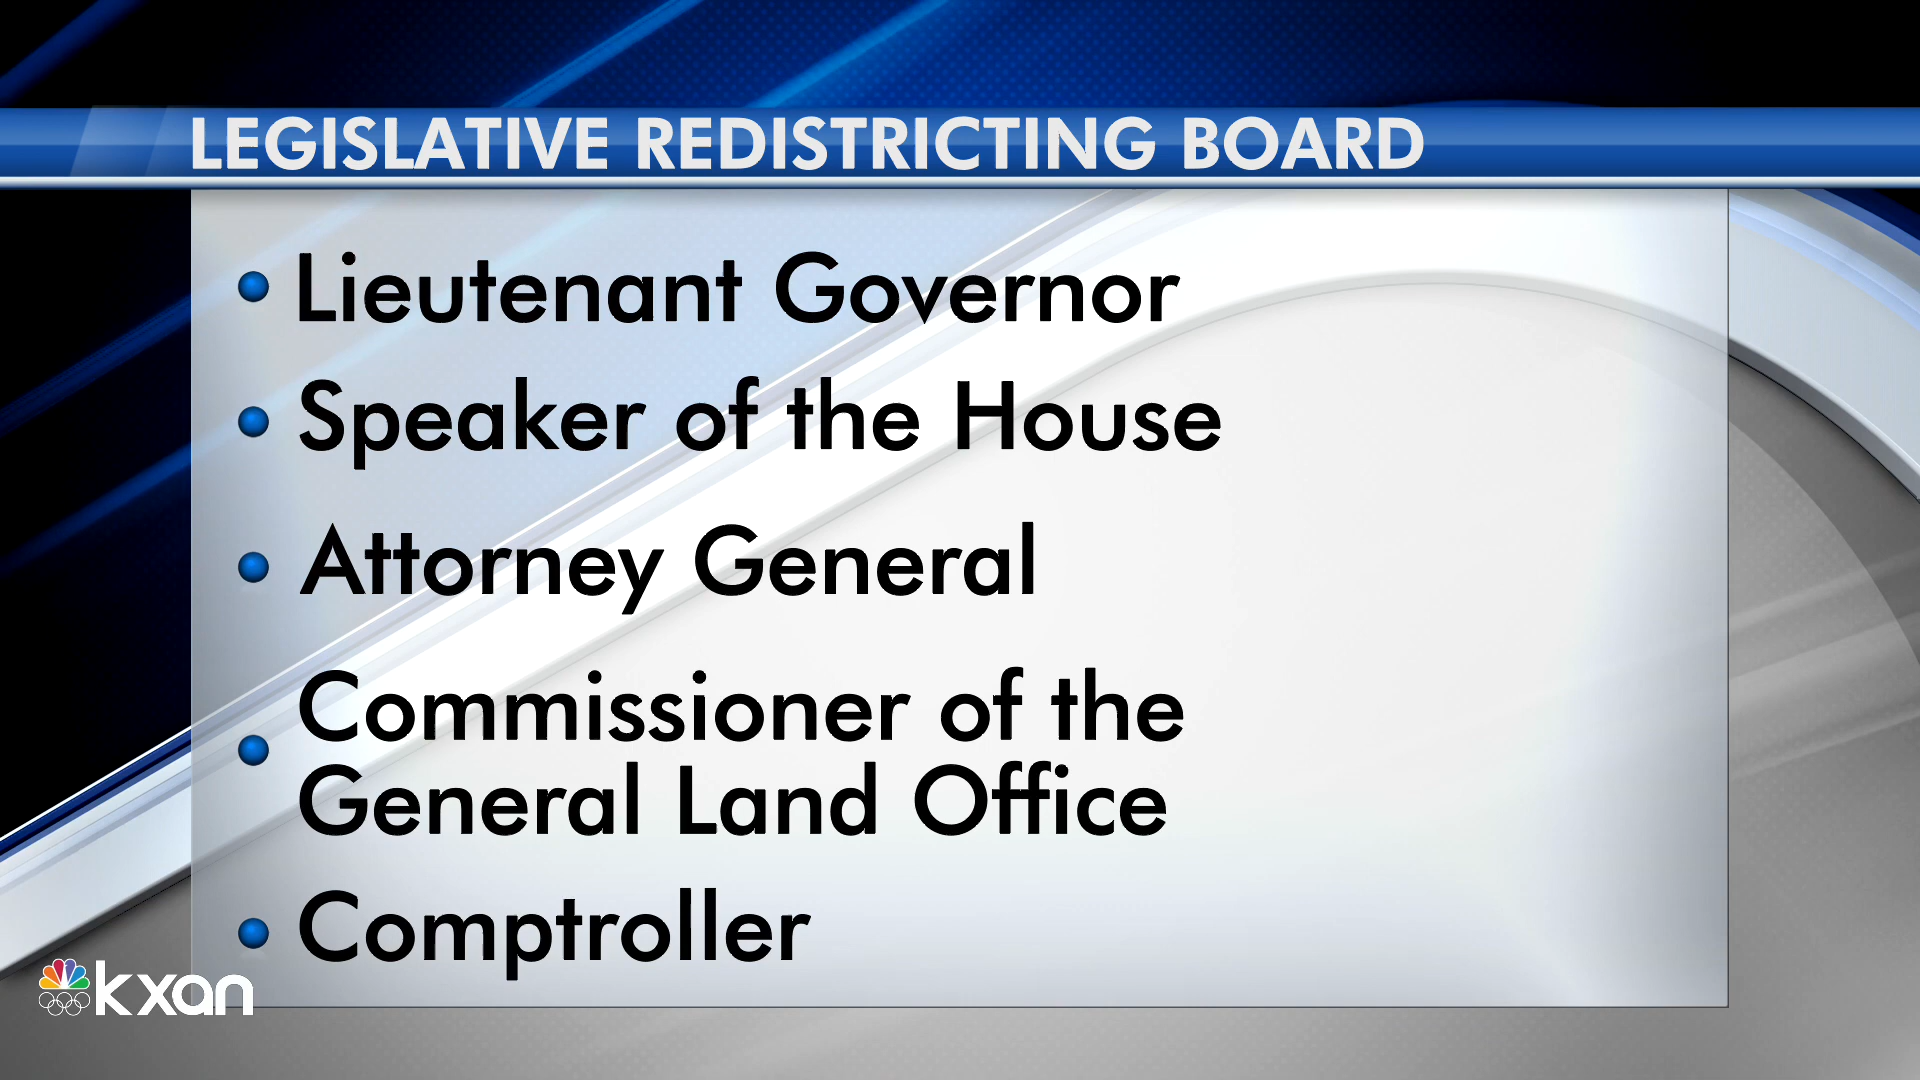 LEGISLATIVE REDISTRICTING BOARD
Lieutenant Governor
Speaker of the House
Attorney General
Commissioner of the
General Land Office
Comptroller
kxan